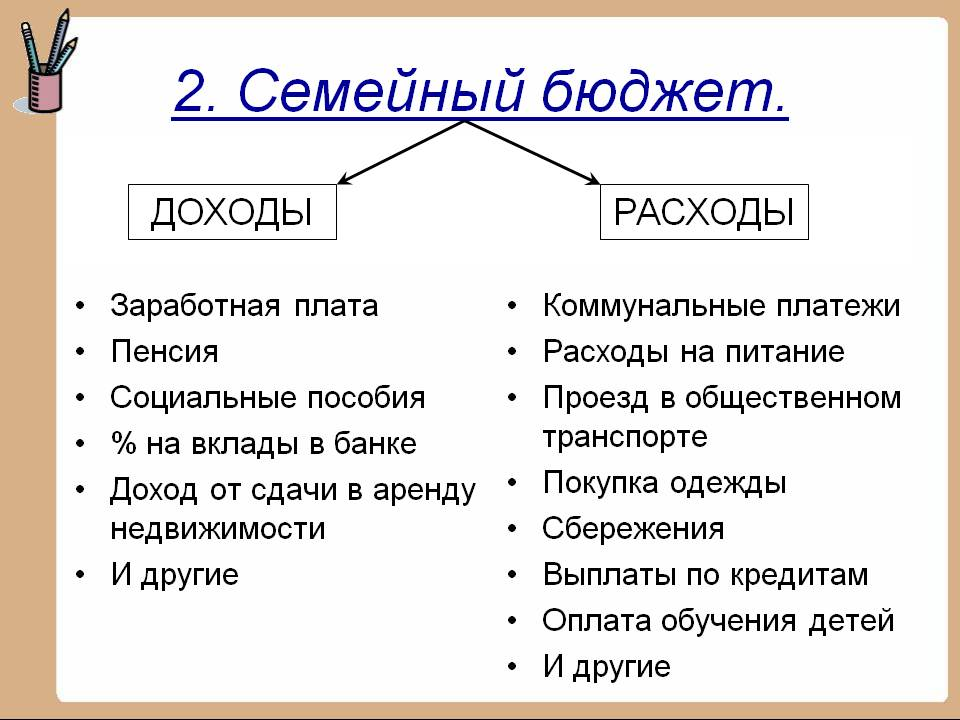 2. Семейный бюджет.
ДОХОДЫ
РАСХОДЫ
• Заработная плата
• Пенсия
• Социальные пособия
• % на вклады в банке
• Доход от сдачи в аренду
недвижимости
• И другие
• Коммунальные платежи
• Расходы на питание
• Проезд в общественном
транспорте
• Покупка одежды
• Сбережения
• Выплаты по кредитам
• Оплата обучения детей
• И другие